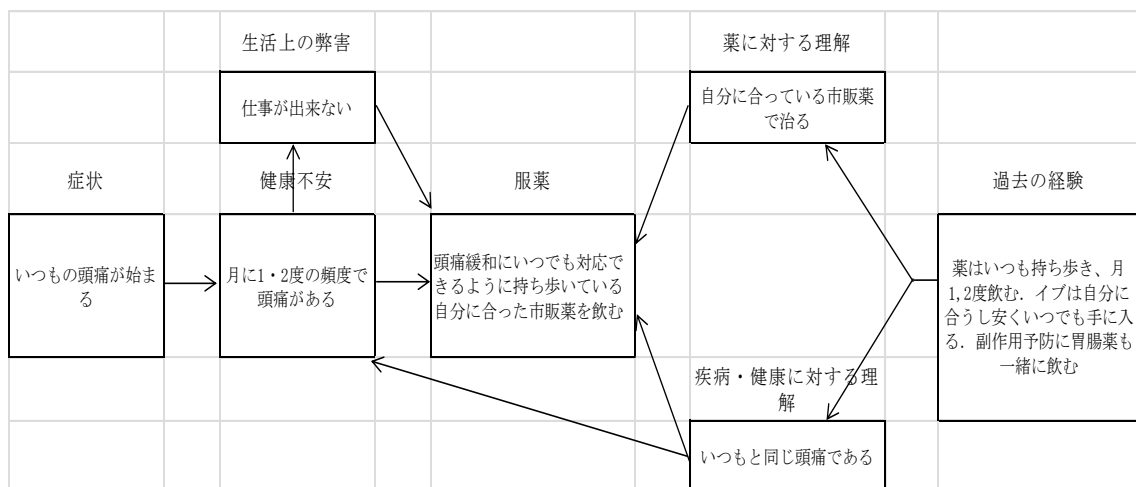 生活上の弊害
薬に対する理解
仕事が出来ない
自分に合っている市販薬
で治る
症状
健康不安
服薬
過去の経験
いつもの頭痛が始ま
る
月に1・2度の頻度で
頭痛がある
頭痛緩和にいつでも対応で
きるように持ち歩いている
自分に合った市販薬を飲む
薬はいつも持ち歩き、月
1,2度飲む. イブは自分に
合うし安くいつでも手に入
る. 副作用予防に胃腸薬も
一緒に飲む
疾病・健康に対する理
解
いつもと同じ頭痛である